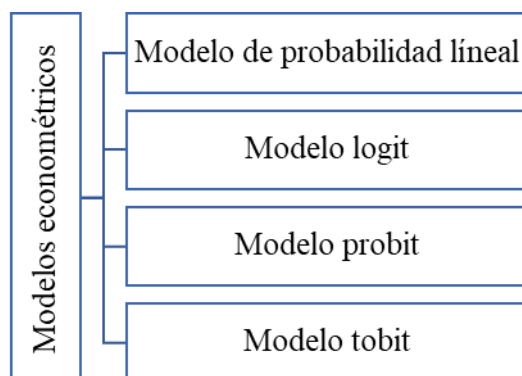 Modelos econométricos
Modelo de probabilidad líneal
Modelo logit
Modelo probit
Modelo tobit